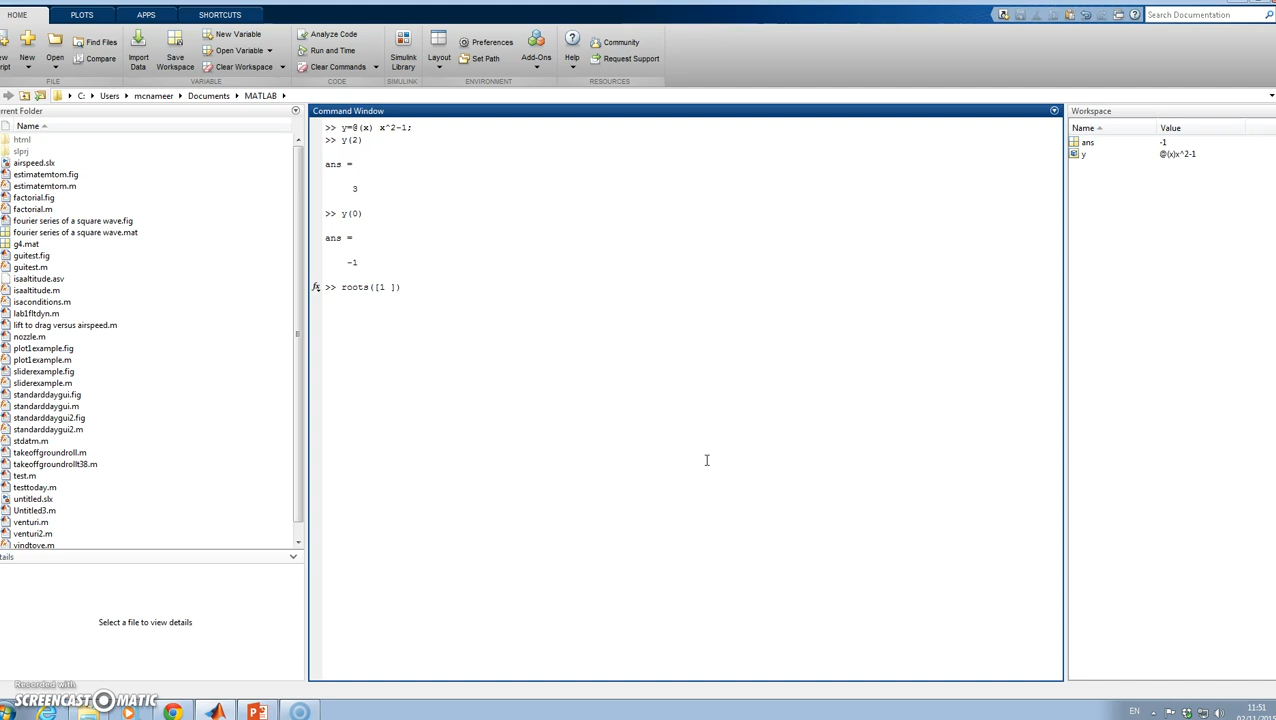 HOME PLOTS APPS SHORTCUTS Search Documentation
New Open Find Files Compare Import Data Save Workspace New Variable Open Variable Clear Workspace Analyze Code Run and Time Clear Commands Simulink Library Layout Preferences Set Path Add-Ons Help Community Request Support
FILE VARIABLE CODE SIMULINK ENVIRONMENT RESOURCES
C: Users mcnameer Documents MATLAB
urrent Folder
Name
html
slprj
airspeed.slx
estimatemtom.fig
estimatemtom.m
factorial.fig
factorial.m
fourier series of a square wave.fig
fourier series of a square wave.mat
g4.mat
guitest.fig
guitest.m
isaaltitude.asv
isaaltitude.m
isaconditions.m
lab1fltdyn.m
lift to drag versus airspeed.m
nozzle.m
plot1example.fig
plot1example.m
sliderexample.fig
sliderexample.m
standarddaygui.fig
standarddaygui.m
standarddaygui2.fig
standarddaygui2.m
stdatm.m
takeoffgroundroll.m
takeoffgroundrollt38.m
test.m
testtoday.m
untitled.slx
Untitled3.m
venturi.m
venturi2.m
vindtove.m
etails
Select a file to view details
Command Window
>> y=@(x) x^2-1;
>> y(2)
ans =
3
>> y(0)
ans =
-1
fx >> roots([1 ])
Workspace
Name Value
ans -1
y @(x)x^2-1
Recorded with
SCREENCAST MATIC
EN 11:51